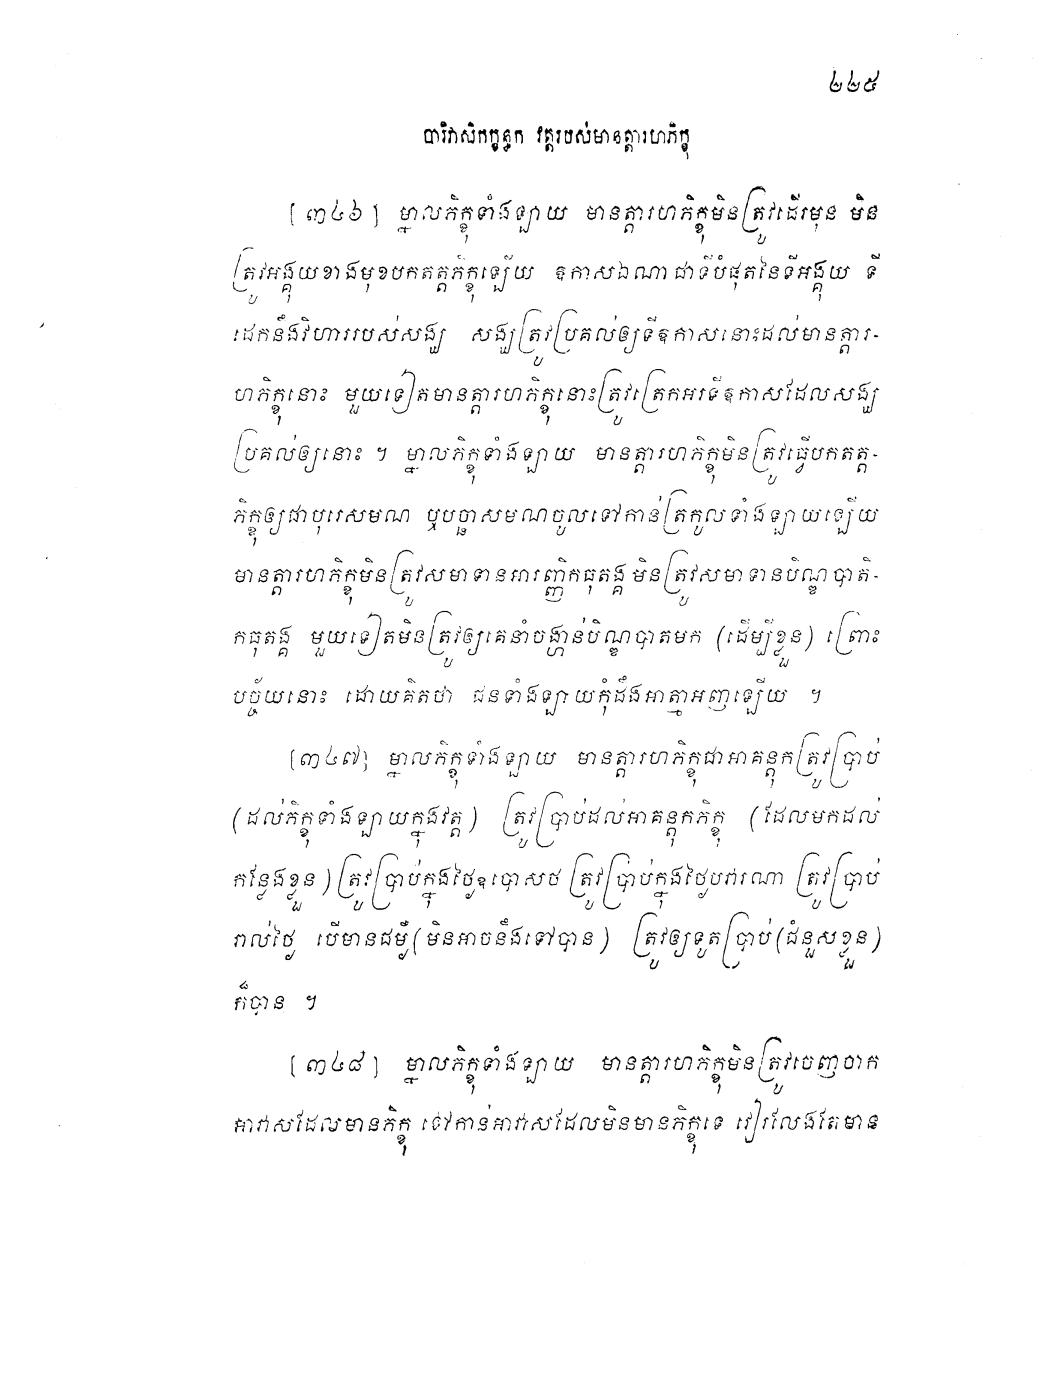 ២២៥
បារិវាសិកក្ខន្ធក វត្តរបស់មានត្តារហភិក្ខុ
[៣៤៦] ម្នាលភិក្ខុទាំងឡាយ មានត្តារហភិក្ខុមិនត្រូវដើរមុន មិន
ត្រូវអង្គុយខាងមុខបកតត្តភិក្ខុឡើយ ឱកាសឯណាជាទីបំផុតនៃទីអង្គុយ ទី
ដេកនឹងវិហាររបស់សង្ឃ សង្ឃត្រូវប្រគល់ឲ្យទីឱកាសនោះដល់មានត្តារ-
ហភិក្ខុនោះ មួយទៀតមានត្តារហភិក្ខុនោះត្រូវត្រេកអរទីឱកាសដែលសង្ឃ
ប្រគល់ឲ្យនោះ ។ ម្នាលភិក្ខុទាំងឡាយ មានត្តារហភិក្ខុមិនត្រូវធ្វើបកតត្ត-
ភិក្ខុឲ្យជាបុរេសមណ ឬបច្ឆាសមណចូលទៅកាន់ត្រកូលទាំងឡាយឡើយ
មានត្តារហភិក្ខុមិនត្រូវសមាទានអារញ្ញិកធុតង្គ មិនត្រូវសមាទានបិណ្ឌបាតិ-
កធុតង្គ មួយទៀតមិនត្រូវឲ្យគេនាំចង្ហាន់បិណ្ឌបាតមក (ដើម្បីខ្លួន) ព្រោះ
បច្ច័យនោះ ដោយគិតថា ជនទាំងឡាយកុំដឹងអាត្មាអញឡើយ ។
[៣៤៧] ម្នាលភិក្ខុទាំងឡាយ មានត្តារហភិក្ខុជាអាគន្តុកត្រូវប្រាប់
(ដល់ភិក្ខុទាំងឡាយក្នុងវត្ត) ត្រូវប្រាប់ដល់អាគន្តុកភិក្ខុ (ដែលមកដល់
កន្លែងខ្លួន) ត្រូវប្រាប់ក្នុងថ្ងៃឧបោសថ ត្រូវប្រាប់ក្នុងថ្ងៃបវារណា ត្រូវប្រាប់
រាល់ថ្ងៃ បើមានជម្ងឺ (មិនអាចនឹងទៅបាន) ត្រូវឲ្យទូតប្រាប់ (ជំនួសខ្លួន)
ក៏បាន ។
[៣៤៨] ម្នាលភិក្ខុទាំងឡាយ មានត្តារហភិក្ខុមិនត្រូវចេញចាក
អាវាសដែលមានភិក្ខុ ទៅកាន់អាវាសដែលមិនមានភិក្ខុទេ វៀរលែងតែមាន